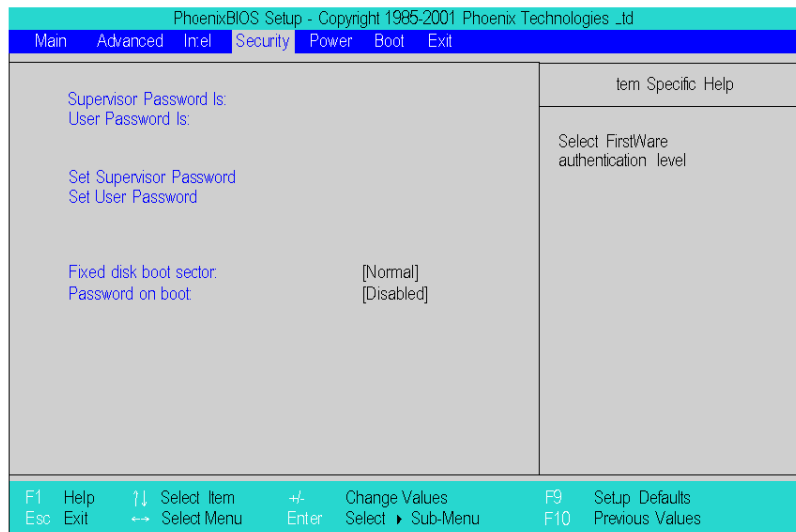 PhoenixBIOS Setup - Copyright 1985-2001 Phoenix Technologies _td
Main Advanced In:el Security Power Boot Exit
tem Specific Help
Supervisor Password Is:
User Password Is:
Select FirstWare
authentication level
Set Supervisor Password
Set User Password
Fixed disk boot sector: [Normal]
Password on boot: [Disabled]
F1 Help ↑↓ Select Item +/- Change Values F9 Setup Defaults
Esc Exit ←→ Select Menu Enter Select ▸ Sub-Menu F10 Previous Values